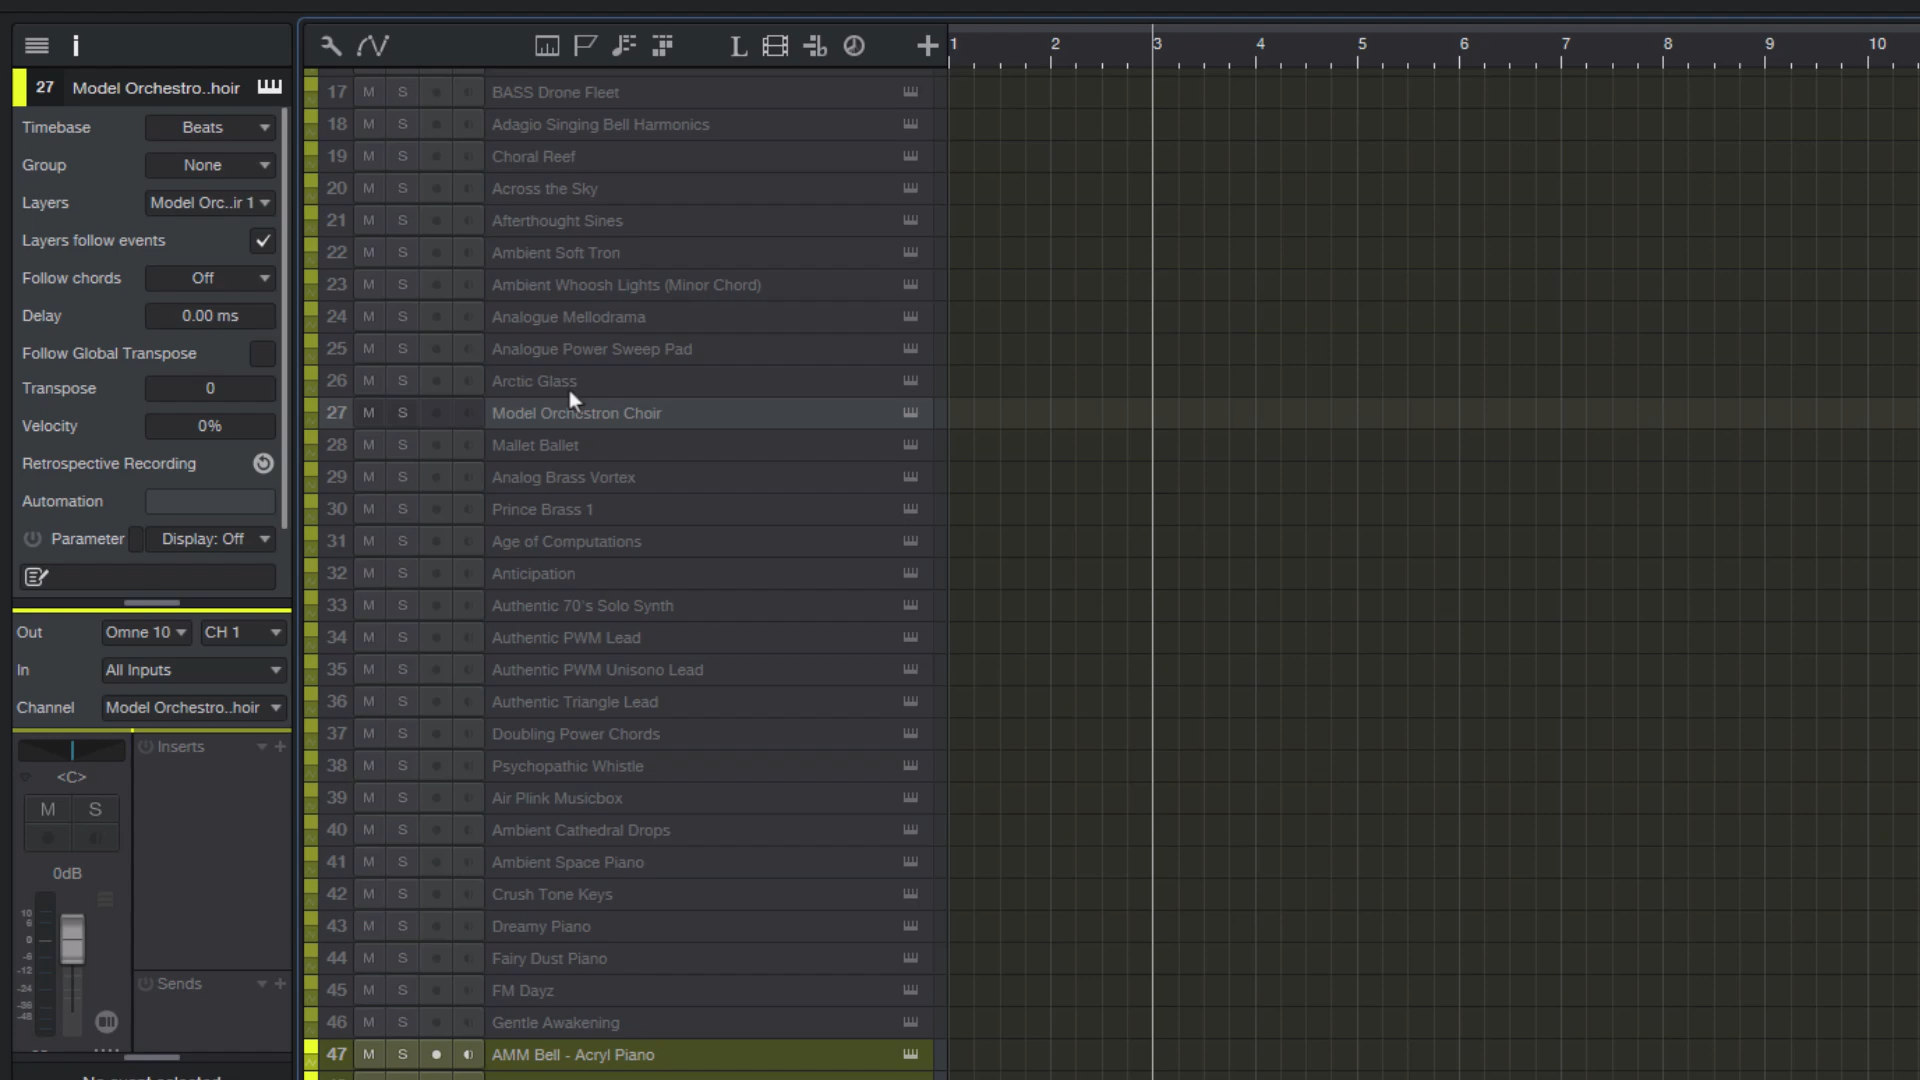 1 2 3 4 5 6 7 8 9 10
27 Model Orchestro..hoir
Timebase Beats
Group None
Layers Model Orc..ir 1
Layers follow events
Follow chords Off
Delay 0.00 ms
Follow Global Transpose
Transpose 0
Velocity 0%
Retrospective Recording
Automation
Parameter Display: Off
Out Omne 10 CH 1
In All Inputs
Channel Model Orchestro..hoir
Inserts
<C>
M S
0dB
10
6
0
-6
-12
-24
-36
-48
Sends
17 M S BASS Drone Fleet
18 M S Adagio Singing Bell Harmonics
19 M S Choral Reef
20 M S Across the Sky
21 M S Afterthought Sines
22 M S Ambient Soft Tron
23 M S Ambient Whoosh Lights (Minor Chord)
24 M S Analogue Mellodrama
25 M S Analogue Power Sweep Pad
26 M S Arctic Glass
27 M S Model Orchestron Choir
28 M S Mallet Ballet
29 M S Analog Brass Vortex
30 M S Prince Brass 1
31 M S Age of Computations
32 M S Anticipation
33 M S Authentic 70's Solo Synth
34 M S Authentic PWM Lead
35 M S Authentic PWM Unisono Lead
36 M S Authentic Triangle Lead
37 M S Doubling Power Chords
38 M S Psychopathic Whistle
39 M S Air Plink Musicbox
40 M S Ambient Cathedral Drops
41 M S Ambient Space Piano
42 M S Crush Tone Keys
43 M S Dreamy Piano
44 M S Fairy Dust Piano
45 M S FM Dayz
46 M S Gentle Awakening
47 M S AMM Bell - Acryl Piano